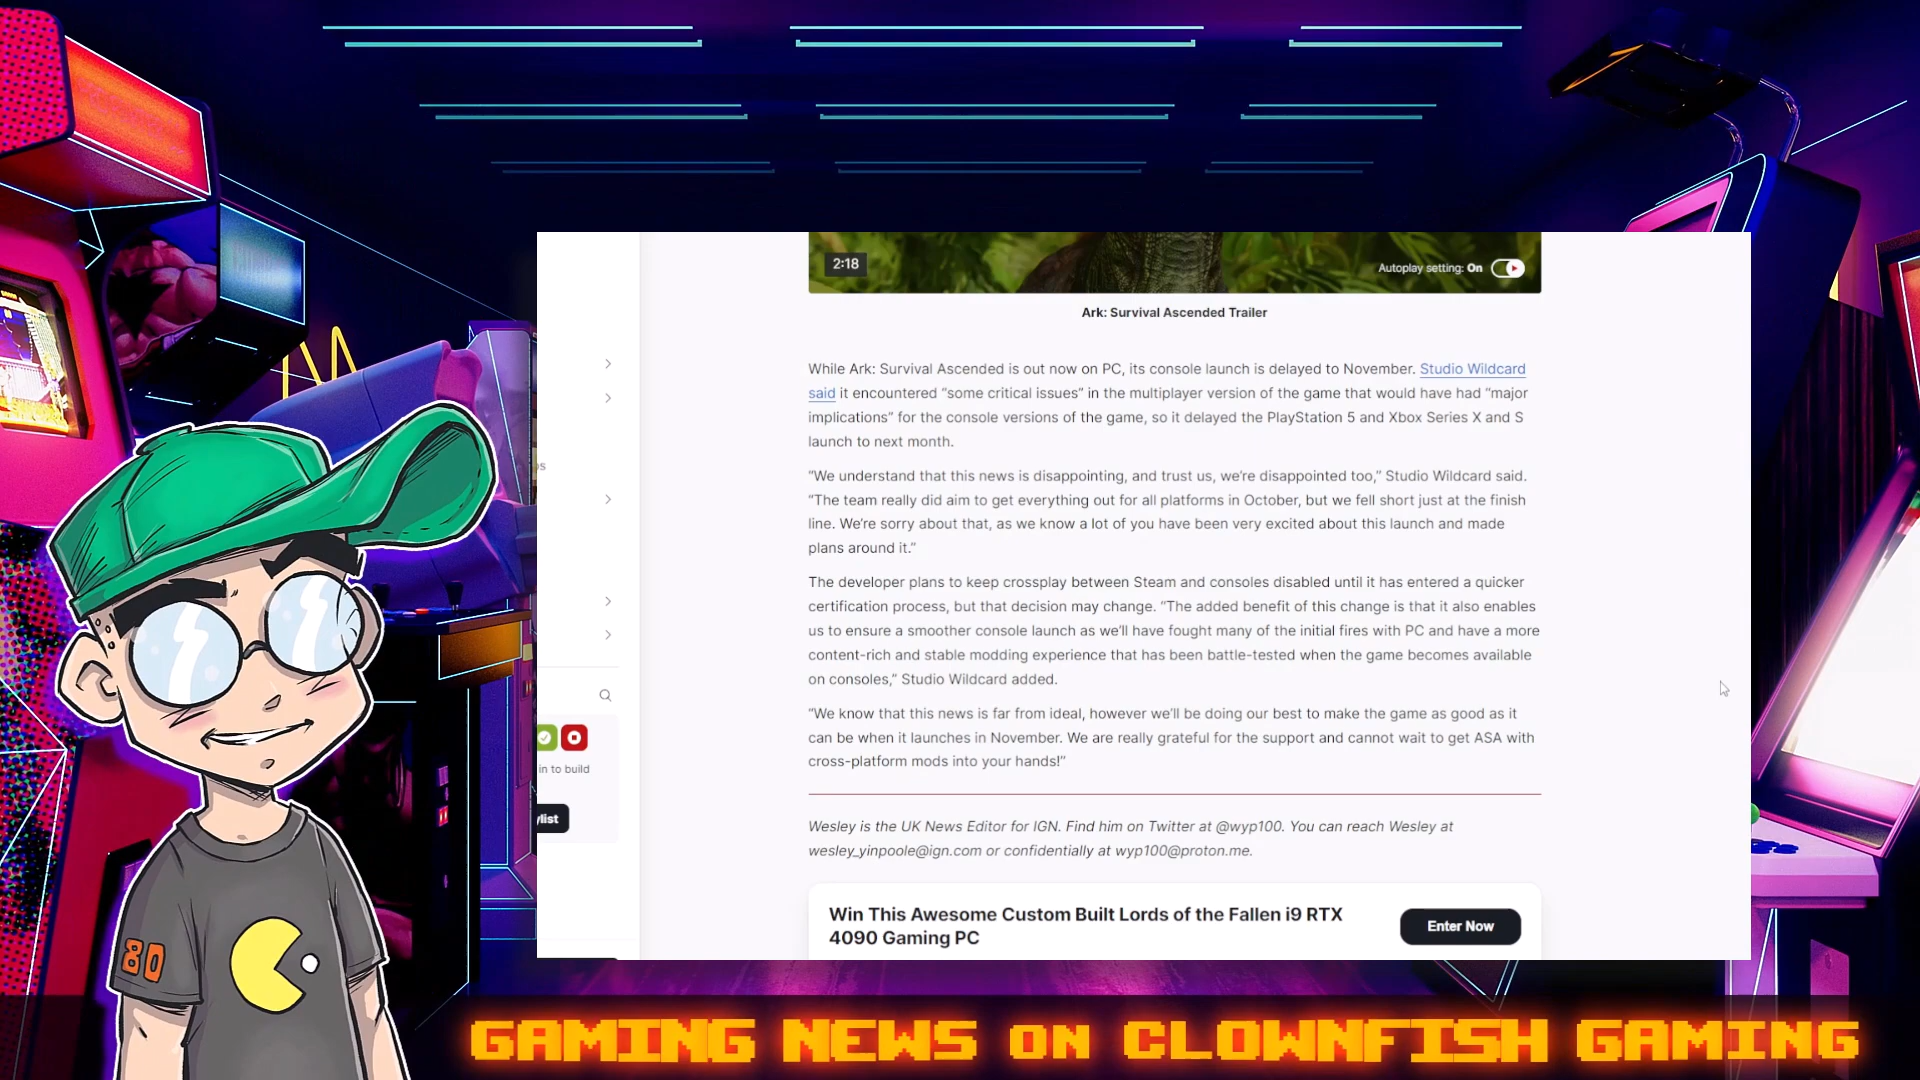 2:18
Autoplay setting: On
Ark: Survival Ascended Trailer
While Ark: Survival Ascended is out now on PC, its console launch is delayed to November. Studio Wildcard
said it encountered “some critical issues” in the multiplayer version of the game that would have had “major
implications” for the console versions of the game, so it delayed the PlayStation 5 and Xbox Series X and S
launch to next month.
“We understand that this news is disappointing, and trust us, we’re disappointed too,” Studio Wildcard said.
“The team really did aim to get everything out for all platforms in October, but we fell short just at the finish
line. We’re sorry about that, as we know a lot of you have been very excited about this launch and made
plans around it.”
The developer plans to keep crossplay between Steam and consoles disabled until it has entered a quicker
certification process, but that decision may change. “The added benefit of this change is that it also enables
us to ensure a smoother console launch as we’ll have fought many of the initial fires with PC and have a more
content-rich and stable modding experience that has been battle-tested when the game becomes available
on consoles,” Studio Wildcard added.
“We know that this news is far from ideal, however we’ll be doing our best to make the game as good as it
can be when it launches in November. We are really grateful for the support and cannot wait to get ASA with
cross-platform mods into your hands!”
in to build
ylist
Wesley is the UK News Editor for IGN. Find him on Twitter at @wyp100. You can reach Wesley at
wesley_yinpoole@ign.com or confidentially at wyp100@proton.me.
Win This Awesome Custom Built Lords of the Fallen i9 RTX
4090 Gaming PC
Enter Now
80
GAMING NEWS ON CLOWNFISH GAMING